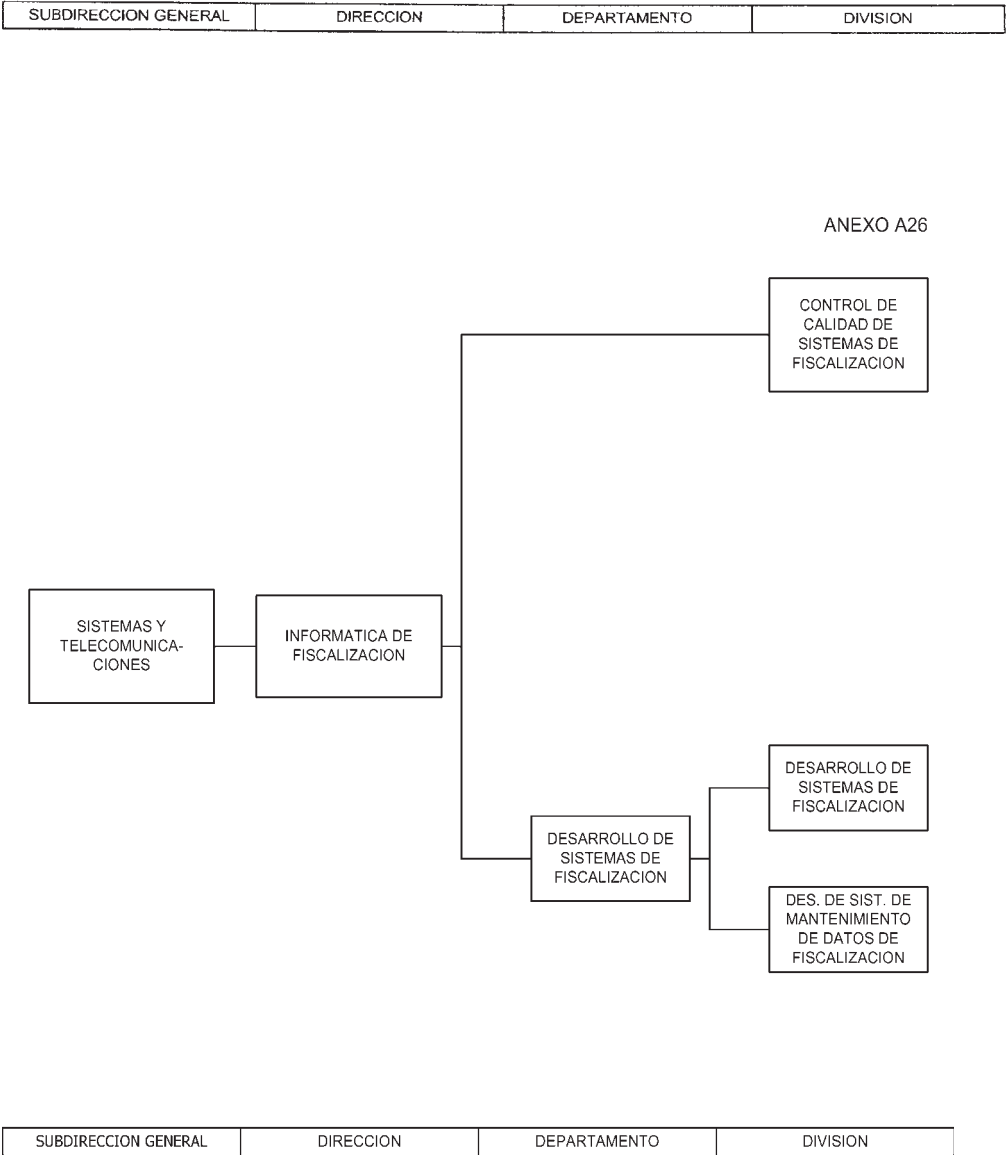 SUBDIRECCION GENERAL DIRECCION DEPARTAMENTO DIVISION
ANEXO A26
CONTROL DE
CALIDAD DE
SISTEMAS DE
FISCALIZACION
SISTEMAS Y
TELECOMUNICA-
CIONES
INFORMATICA DE
FISCALIZACION
DESARROLLO DE
SISTEMAS DE
FISCALIZACION
DESARROLLO DE
SISTEMAS DE
FISCALIZACION
DES. DE SIST. DE
MANTENIMIENTO
DE DATOS DE
FISCALIZACION
SUBDIRECCION GENERAL DIRECCION DEPARTAMENTO DIVISION